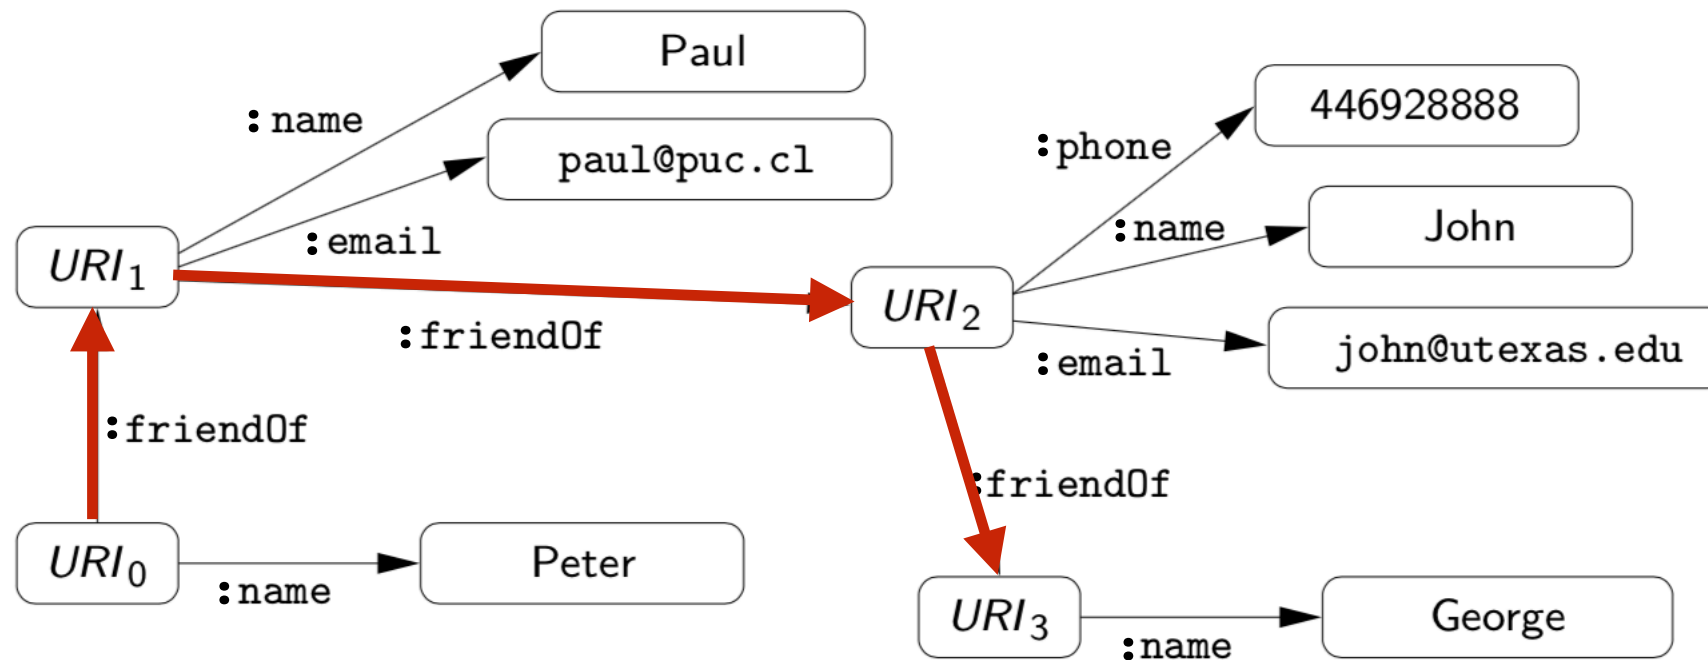 Paul
:name
446928888
:phone
paul@puc.cl
:name
John
:email
URI1
URI2
:friendOf
:email
john@utexas.edu
:friendOf
:friendOf
URI0
Peter
:name
URI3
George
:name